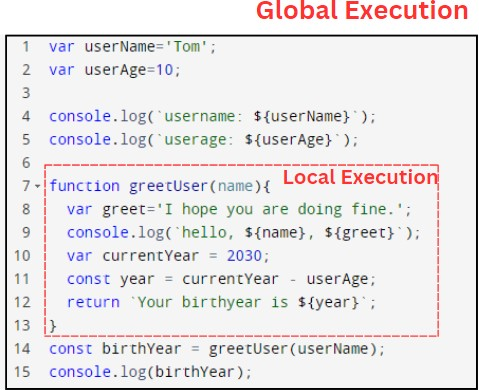 Global Execution
1 var userName='Tom';
2 var userAge=10;
3
4 console.log(`username: ${userName}`);
5 console.log(`userage: ${userAge}`);
6
Local Execution
7 function greetUser(name){
8 var greet='I hope you are doing fine.';
9 console.log(`hello, ${name}, ${greet}`);
10 var currentYear = 2030;
11 const year = currentYear - userAge;
12 return `Your birthyear is ${year}`;
13 }
14 const birthYear = greetUser(userName);
15 console.log(birthYear);